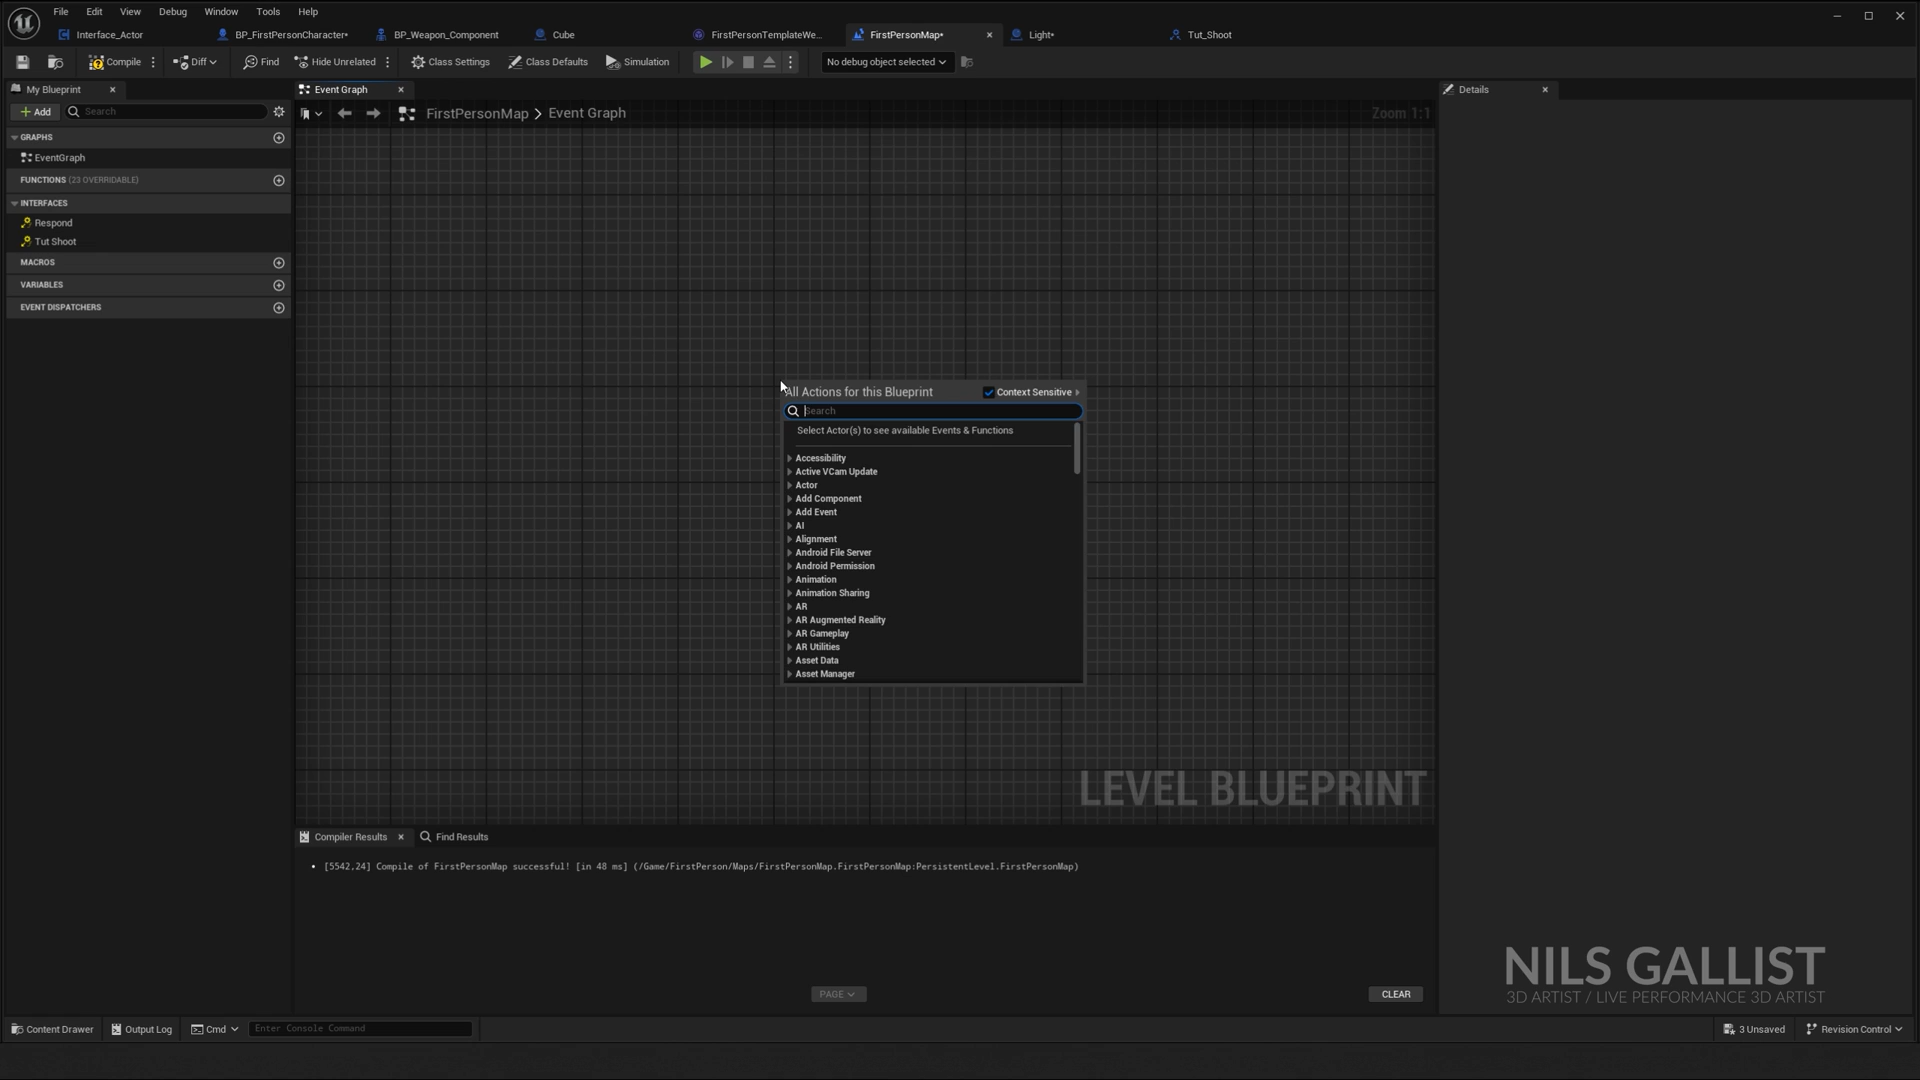 File Edit View Debug Window Tools Help
Interface_Actor BP_FirstPersonCharacter• BP_Weapon_Component Cube FirstPersonTemplateWe... FirstPersonMap• Light• Tut_Shoot
Compile Diff Find Hide Unrelated Class Settings Class Defaults Simulation No debug object selected
My Blueprint Event Graph Details
Add Search FirstPersonMap > Event Graph Zoom 1:1
GRAPHS
EventGraph
FUNCTIONS (23 OVERRIDABLE)
INTERFACES
Respond
Tut Shoot
MACROS
VARIABLES
EVENT DISPATCHERS
All Actions for this Blueprint Context Sensitive
Search
Select Actor(s) to see available Events & Functions
Accessibility
Active VCam Update
Actor
Add Component
Add Event
AI
Alignment
Android File Server
Android Permission
Animation
Animation Sharing
AR
AR Augmented Reality
AR Gameplay
AR Utilities
Asset Data
Asset Manager
LEVEL BLUEPRINT
Compiler Results Find Results
• [5542,24] Compile of FirstPersonMap successful! [in 48 ms] (/Game/FirstPerson/Maps/FirstPersonMap.FirstPersonMap:PersistentLevel.FirstPersonMap)
PAGE CLEAR
NILS GALLIST
3D ARTIST / LIVE PERFORMANCE 3D ARTIST
Content Drawer Output Log Cmd Enter Console Command 3 Unsaved Revision Control